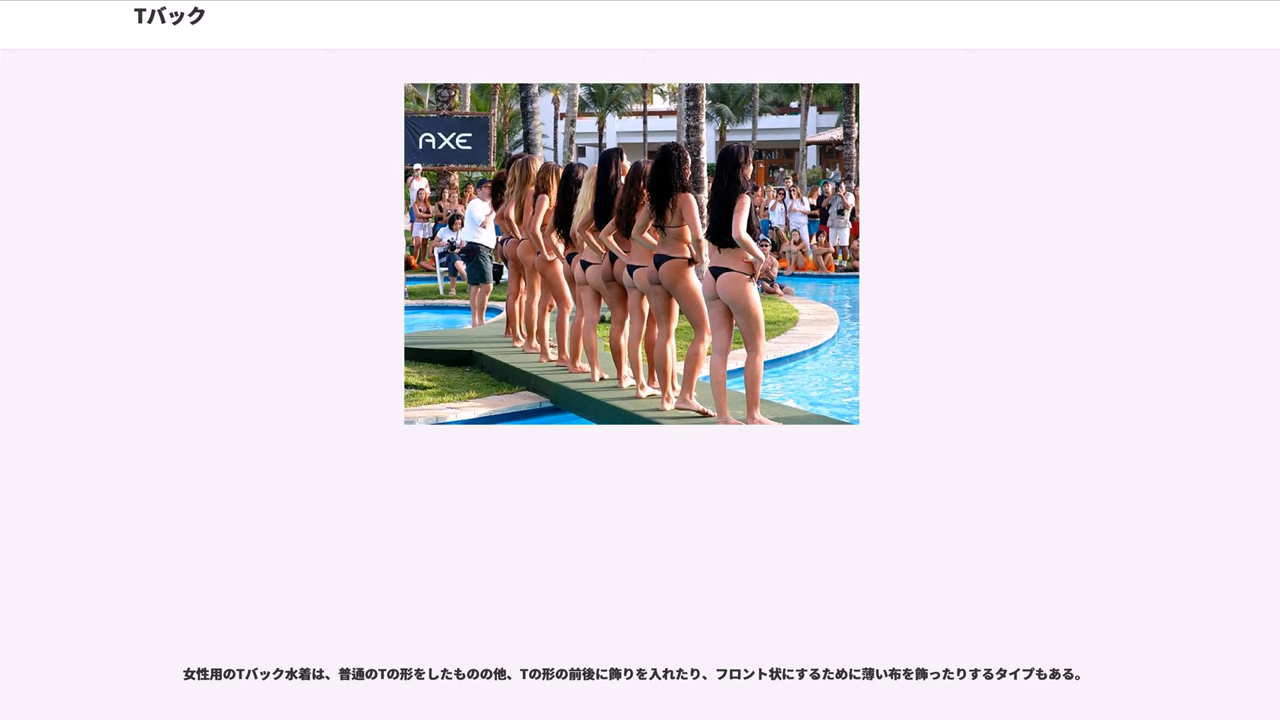 Tバック
AXE
女性用のTバック水着は、普通のTの形をしたものの他、Tの形の前後に飾りを入れたり、フロント状にするために薄い布を飾ったりするタイプもある。